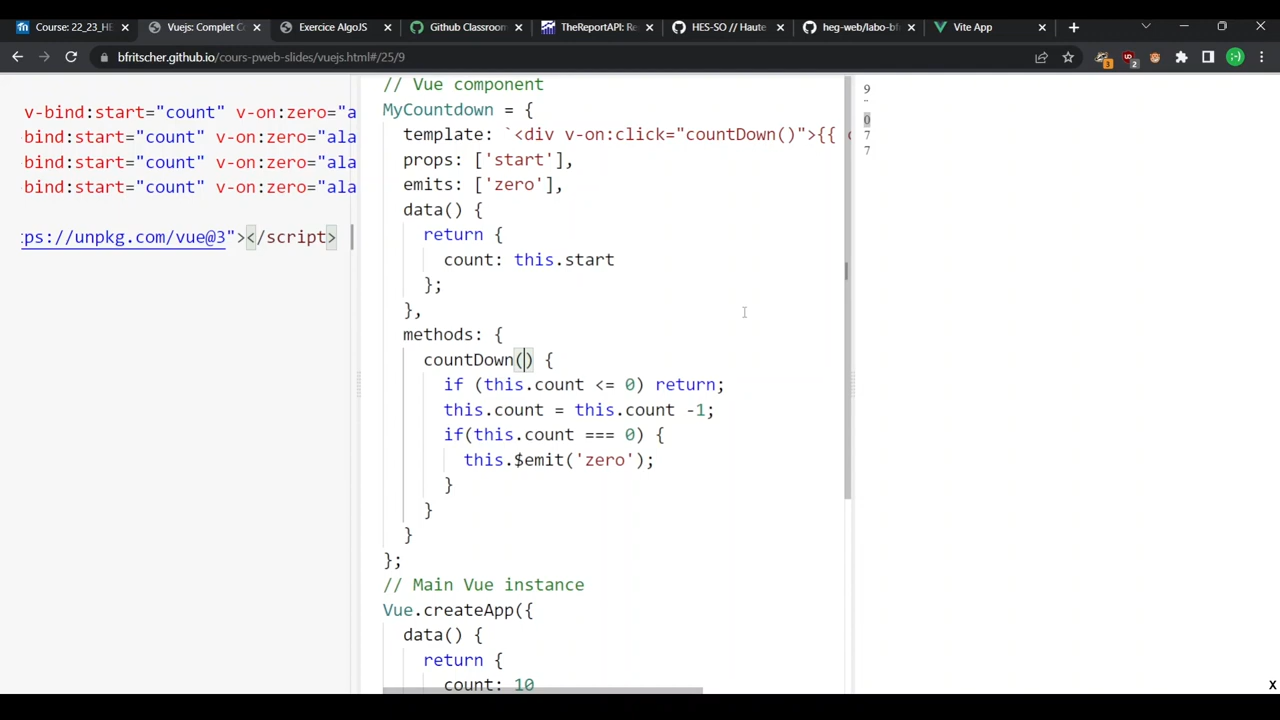 Course: 22_23_HE
Vuejs: Complet C
Exercice AlgoJS
Github Classroom
TheReportAPI: Re
HES-SO // Haute
heg-web/labo-bf
Vite App
bfritscher.github.io/cours-pweb-slides/vuejs.html#/25/9
v-bind:start="count" v-on:zero="ala
bind:start="count" v-on:zero="ala
bind:start="count" v-on:zero="ala
bind:start="count" v-on:zero="ala
ps://unpkg.com/vue@3"></script>
// Vue component
MyCountdown = {
template: `<div v-on:click="countDown()">{{ c
props: ['start'],
emits: ['zero'],
data() {
return {
count: this.start
};
},
methods: {
countDown() {
if (this.count <= 0) return;
this.count = this.count -1;
if(this.count === 0) {
this.$emit('zero');
}
}
}
};
// Main Vue instance
Vue.createApp({
data() {
return {
count: 10
9
0
7
7
x